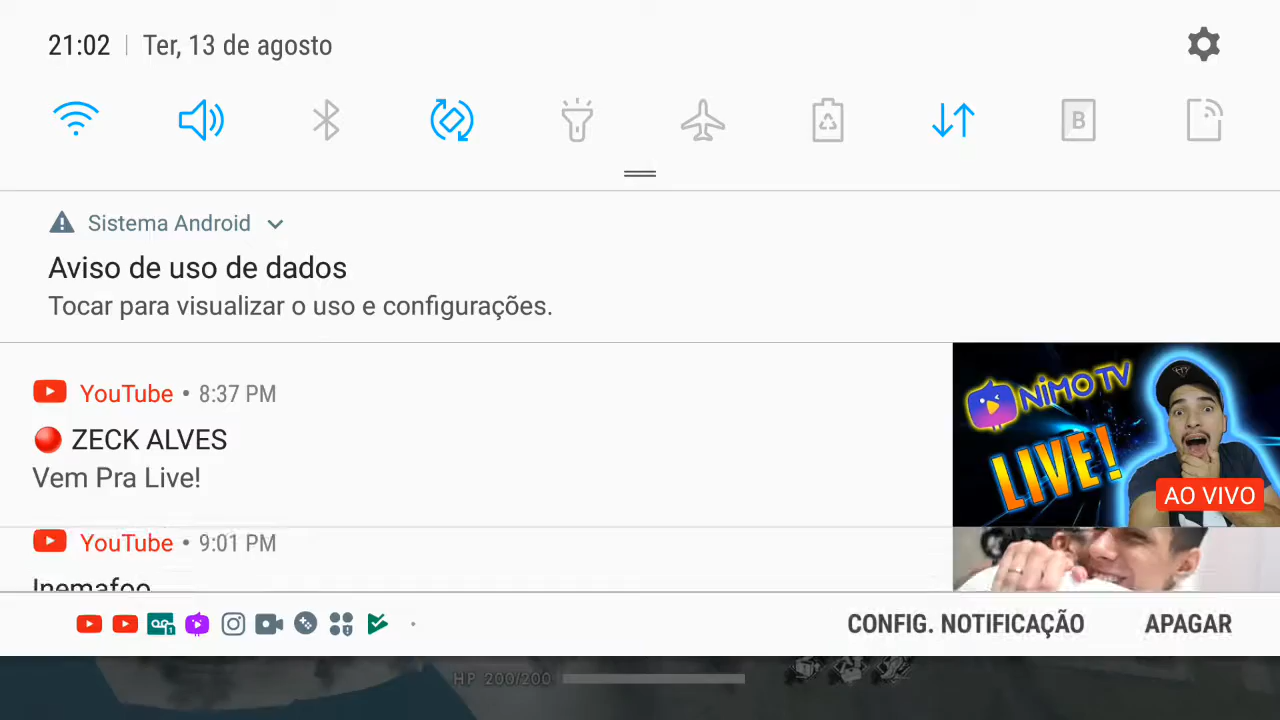 21:02 | Ter, 13 de agosto
B
Sistema Android
Aviso de uso de dados
Tocar para visualizar o uso e configurações.
YouTube • 8:37 PM
ZECK ALVES
Vem Pra Live!
NIMO TV
LIVE!
AO VIVO
YouTube • 9:01 PM
Inemafoo
CONFIG. NOTIFICAÇÃO
APAGAR
HP 200/200